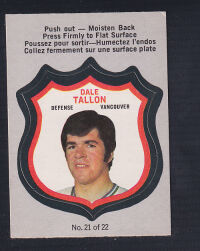 Push out — Moisten Back
Press Firmly to Flat Surface
Poussez pour sortir—Humectez l'endos
Collez fermement sur une surface plate
DALE
TALLON
DEFENSE VANCOUVER
No. 21 of 22